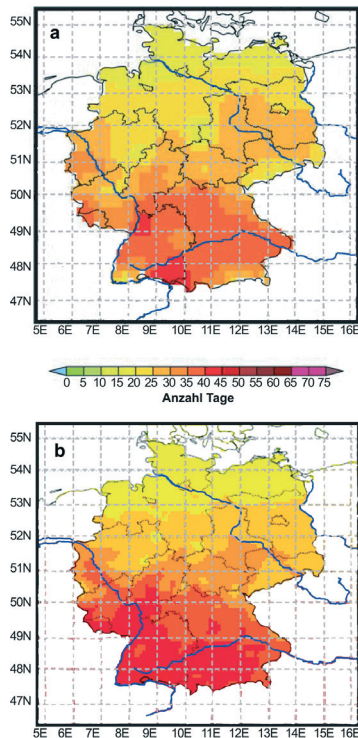 a
55N
54N
53N
52N
51N
50N
49N
48N
47N
5E 6E 7E 8E 9E 10E 11E 12E 13E 14E 15E 16E
0 5 10 15 20 25 30 35 40 45 50 55 60 65 70 75
Anzahl Tage
b
55N
54N
53N
52N
51N
50N
49N
48N
47N
5E 6E 7E 8E 9E 10E 11E 12E 13E 14E 15E 16E